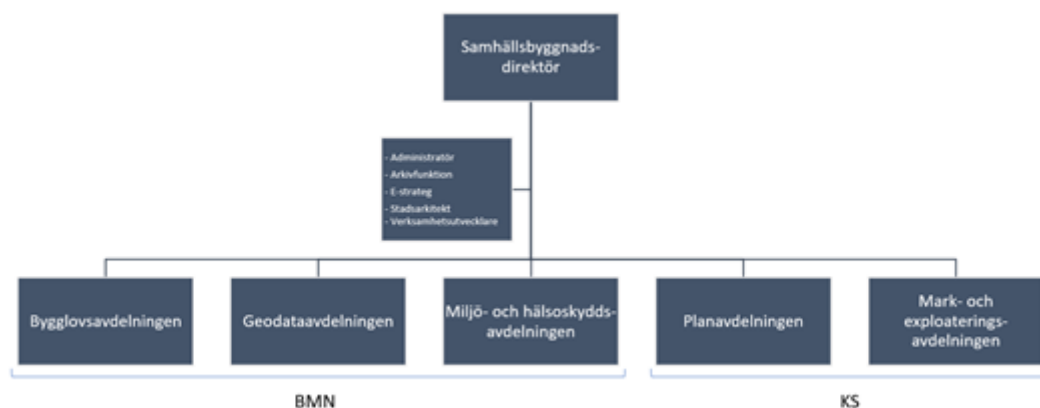 Samhällsbyggnads-
direktör
- Administratör
- Arkivfunktion
- E-strateg
- Stadsarkitekt
- Verksamhetsutvecklare
Bygglovsavdelningen
Geodataavdelningen
Miljö- och hälsoskydds-
avdelningen
Planavdelningen
Mark- och
exploaterings-
avdelningen
BMN
KS